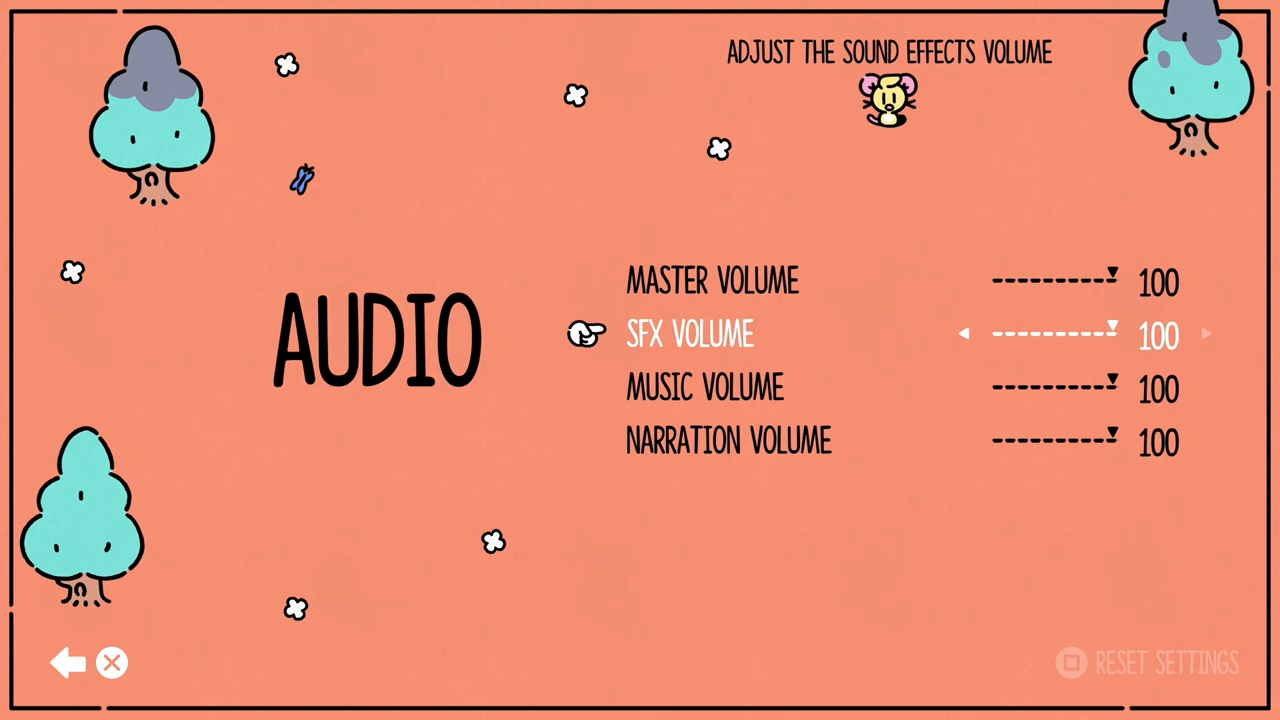 ADJUST THE SOUND EFFECTS VOLUME
AUDIO
MASTER VOLUME 100
SFX VOLUME 100
MUSIC VOLUME 100
NARRATION VOLUME 100
RESET SETTINGS